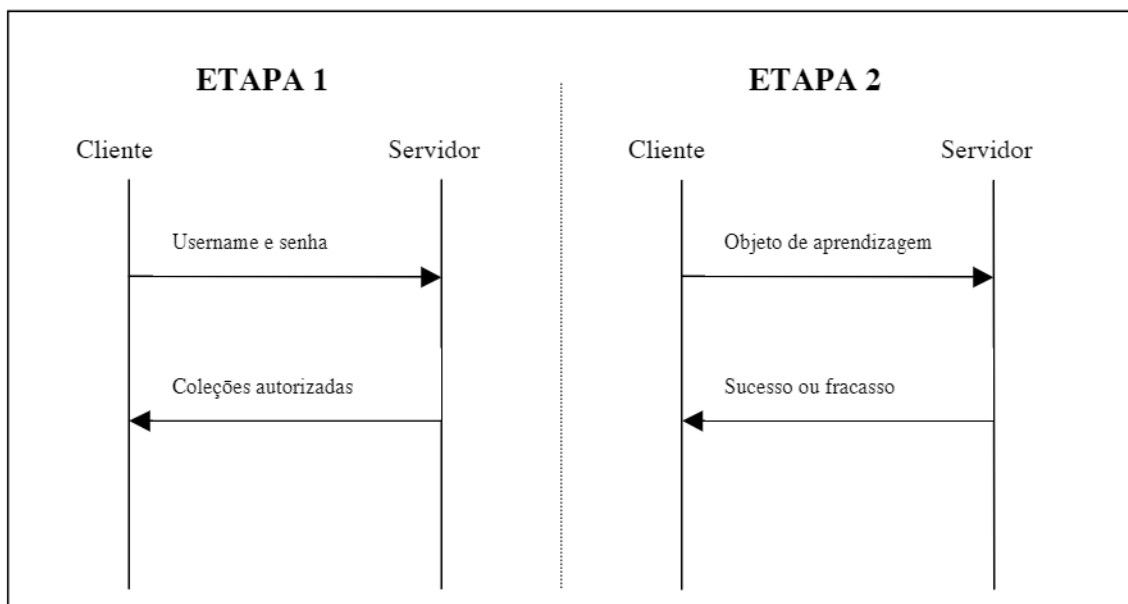 ETAPA 1
Cliente
Servidor
Username e senha
Coleções autorizadas
ETAPA 2
Cliente
Servidor
Objeto de aprendizagem
Sucesso ou fracasso